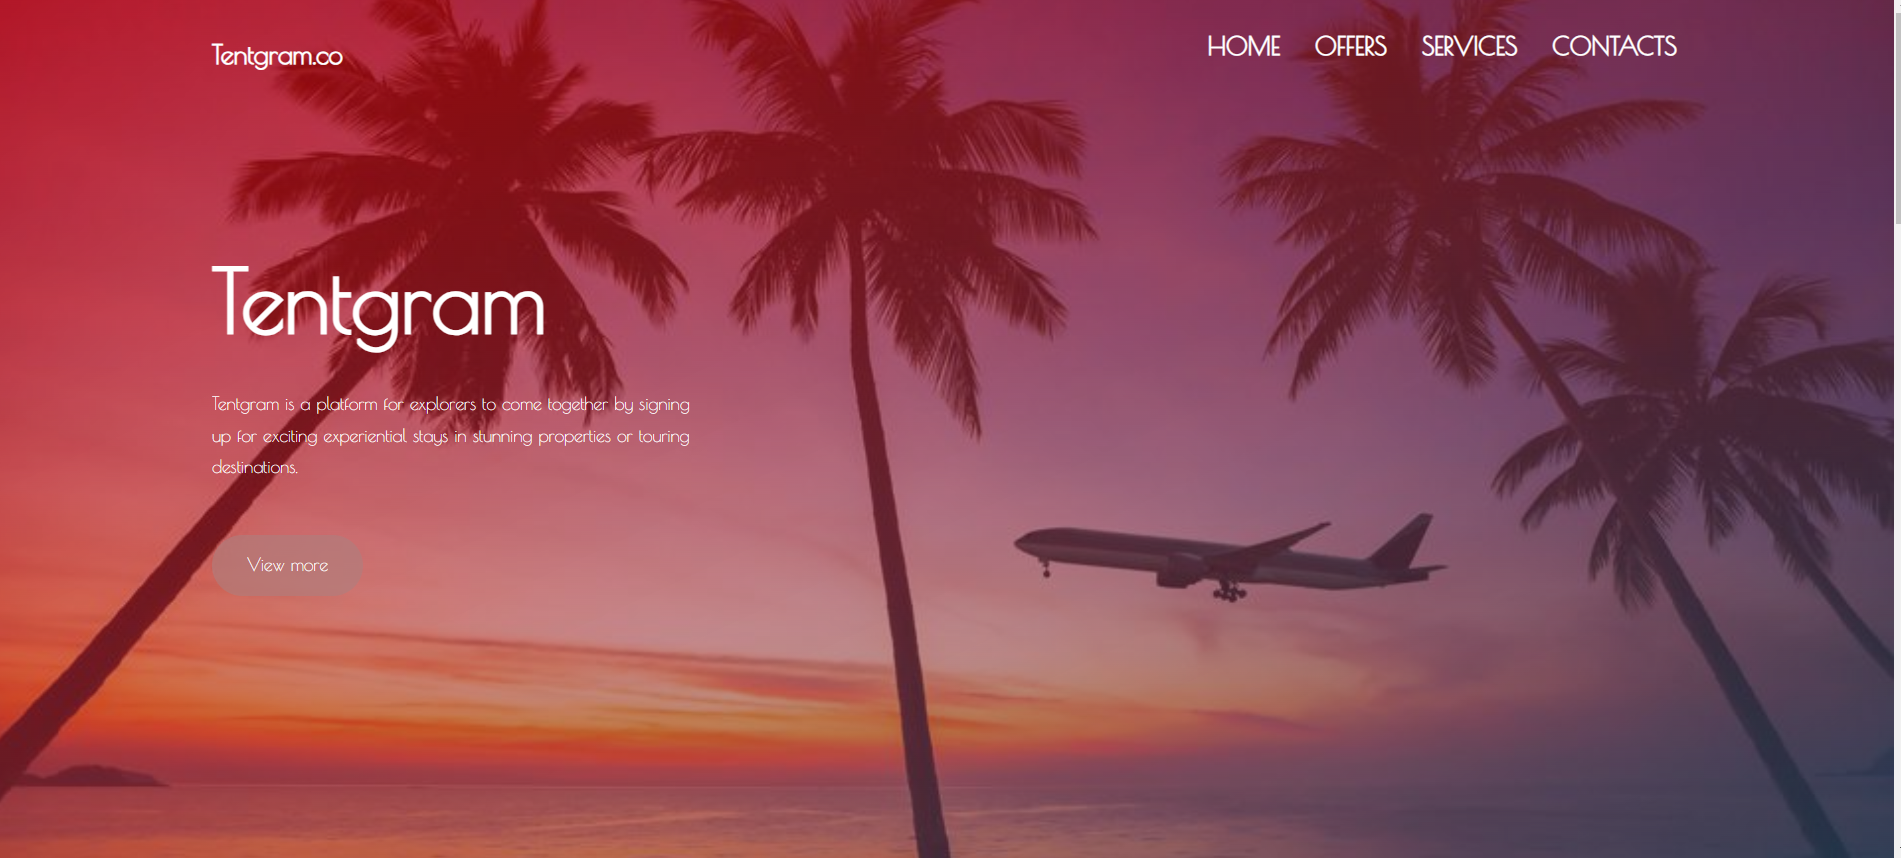 Tentgram.co
HOME OFFERS SERVICES CONTACTS
Tentgram
Tentgram is a platform for explorers to come together by signing
up for exciting experiential stays in stunning properties or touring
destinations.
View more